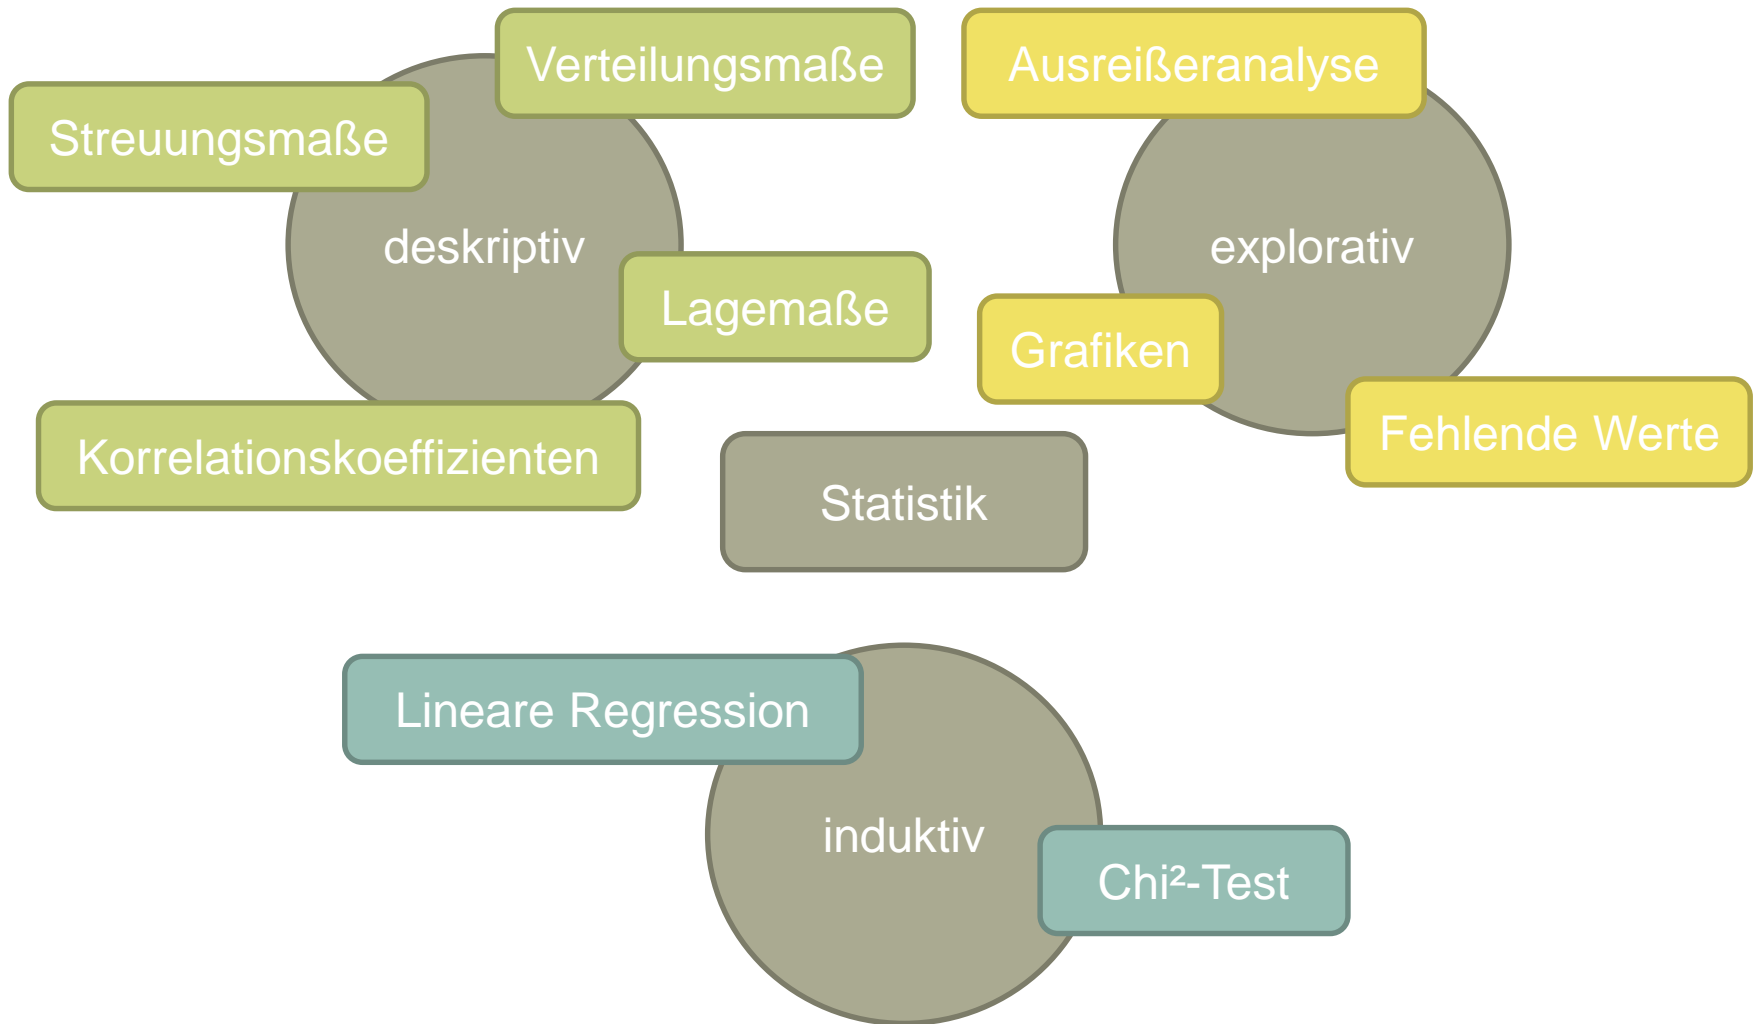 Verteilungsmaße
Streuungsmaße
deskriptiv
Lagemaße
Korrelationskoeffizienten
Ausreißeranalyse
explorativ
Grafiken
Fehlende Werte
Statistik
Lineare Regression
induktiv
Chi²-Test